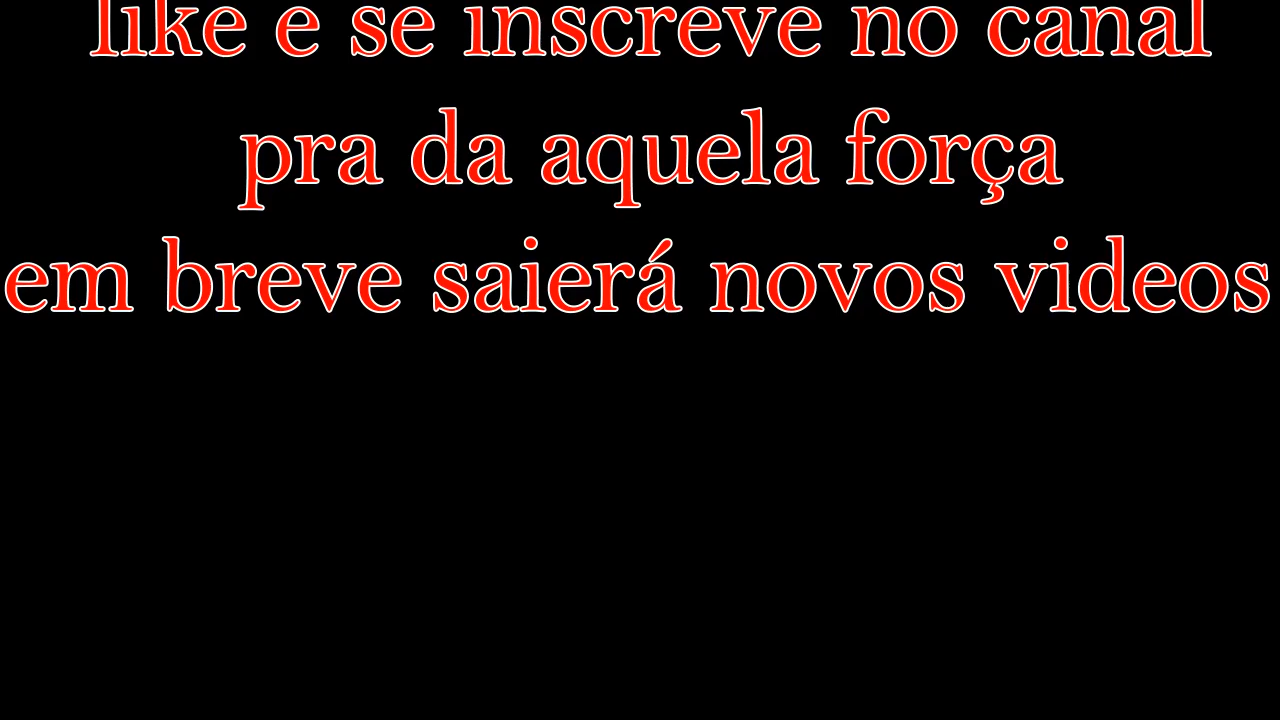 like e se inscreve no canal
pra da aquela força
em breve saierá novos videos